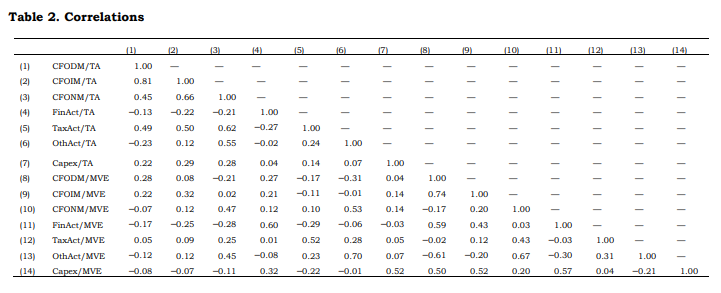 Table 2. Correlations
(1) (2) (3) (4) (5) (6) (7) (8) (9) (10) (11) (12) (13) (14)
(1) CFODM/TA 1.00 — — — — — — — — — — — — —
(2) CFOIM/TA 0.81 1.00 — — — — — — — — — — — —
(3) CFONM/TA 0.45 0.66 1.00 — — — — — — — — — — —
(4) FinAct/TA −0.13 −0.22 −0.21 1.00 — — — — — — — — — —
(5) TaxAct/TA 0.49 0.50 0.62 −0.27 1.00 — — — — — — — — —
(6) OthAct/TA −0.23 0.12 0.55 −0.02 0.24 1.00 — — — — — — — —
(7) Capex/TA 0.22 0.29 0.28 0.04 0.14 0.07 1.00 — — — — — — —
(8) CFODM/MVE 0.28 0.08 −0.21 0.27 −0.17 −0.31 0.04 1.00 — — — — — —
(9) CFOIM/MVE 0.22 0.32 0.02 0.21 −0.11 −0.01 0.14 0.74 1.00 — — — — —
(10) CFONM/MVE −0.07 0.12 0.47 0.12 0.10 0.53 0.14 −0.17 0.20 1.00 — — — —
(11) FinAct/MVE −0.17 −0.25 −0.28 0.60 −0.29 −0.06 −0.03 0.59 0.43 0.03 1.00 — — —
(12) TaxAct/MVE 0.05 0.09 0.25 0.01 0.52 0.28 0.05 −0.02 0.12 0.43 −0.03 1.00 — —
(13) OthAct/MVE −0.12 0.12 0.45 −0.08 0.23 0.70 0.07 −0.61 −0.20 0.67 −0.30 0.31 1.00 —
(14) Capex/MVE −0.08 −0.07 −0.11 0.32 −0.22 −0.01 0.52 0.50 0.52 0.20 0.57 0.04 −0.21 1.00